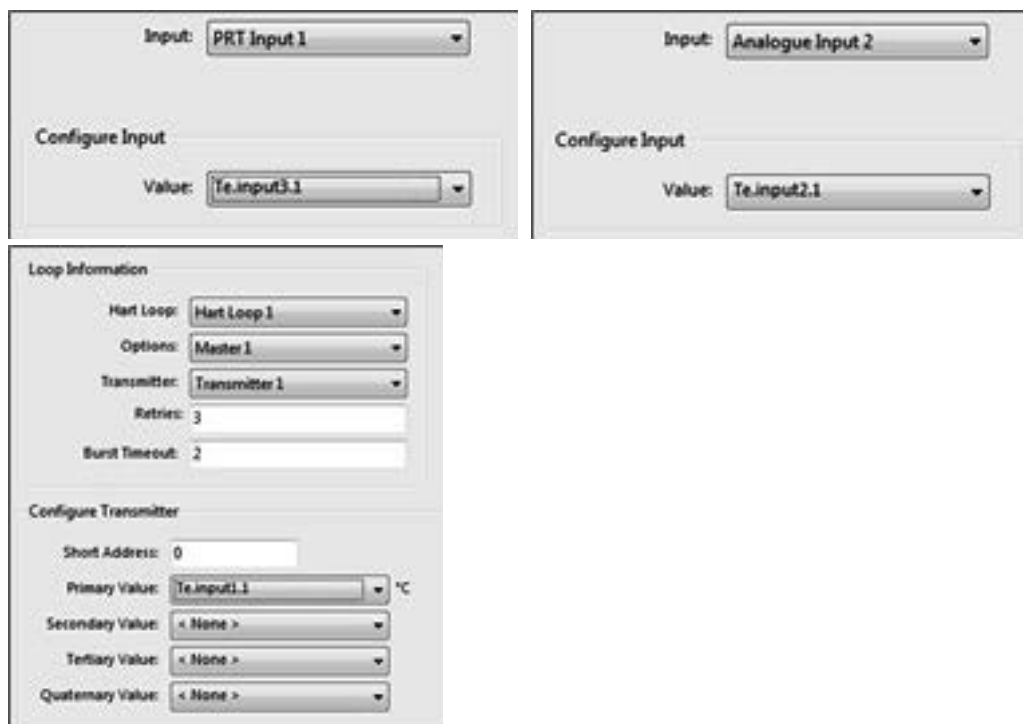 Input: PRT Input 1
Configure Input
Value: Te.input3.1
Input: Analogue Input 2
Configure Input
Value: Te.input2.1
Loop Information
Hart Loop: Hart Loop 1
Options: Master 1
Transmitter: Transmitter 1
Retries: 3
Burst Timeout: 2
Configure Transmitter
Short Address: 0
Primary Value: Te.input1.1 °C
Secondary Value: < None >
Tertiary Value: < None >
Quaternary Value: < None >